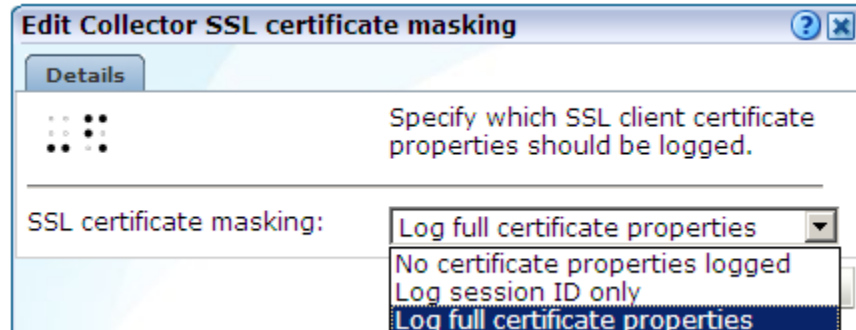 Edit Collector SSL certificate masking
Details
Specify which SSL client certificate
properties should be logged.
SSL certificate masking:
Log full certificate properties
No certificate properties logged
Log session ID only
Log full certificate properties